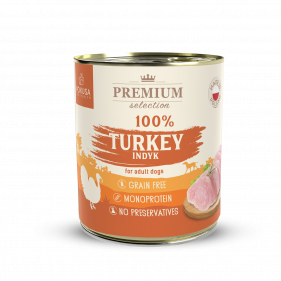 PREMIUM
selection
100%
TURKEY
INDYK
for adult dogs
GRAIN FREE
MONOPROTEIN
NO PRESERVATIVES